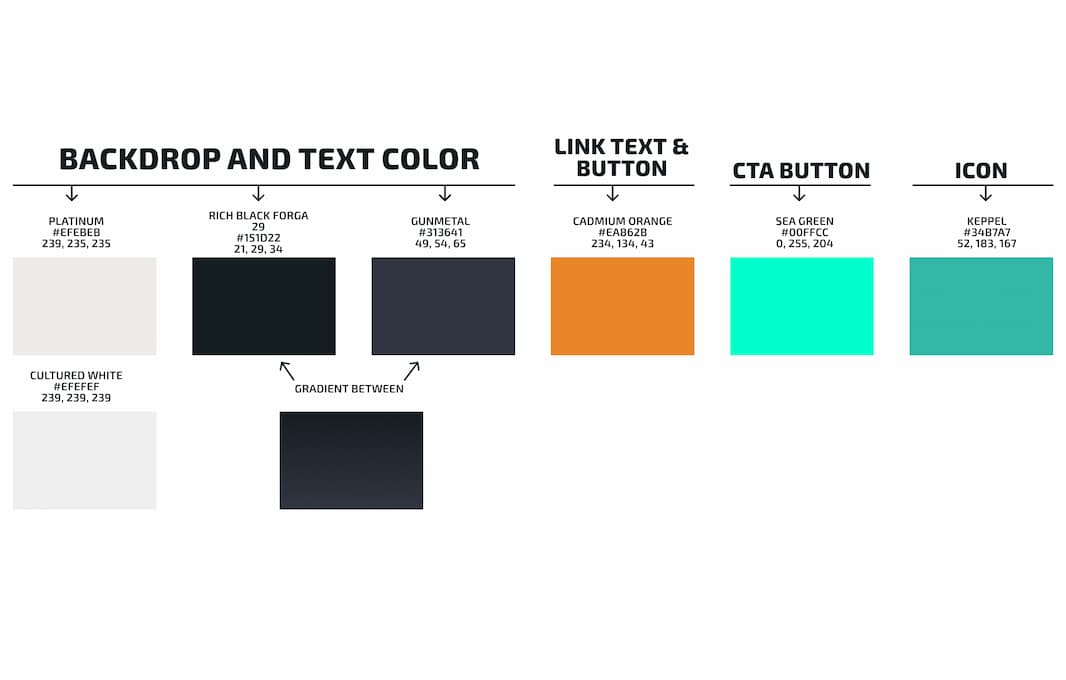 BACKDROP AND TEXT COLOR
LINK TEXT &
BUTTON
CTA BUTTON
ICON
PLATINUM
#EFEBEB
239, 235, 235
RICH BLACK FORGA
29
#151D22
21, 29, 34
GUNMETAL
#313641
49, 54, 65
CADMIUM ORANGE
#EA862B
234, 134, 43
SEA GREEN
#00FFCC
0, 255, 204
KEPPEL
#34B7A7
52, 183, 167
CULTURED WHITE
#EFEFEF
239, 239, 239
GRADIENT BETWEEN